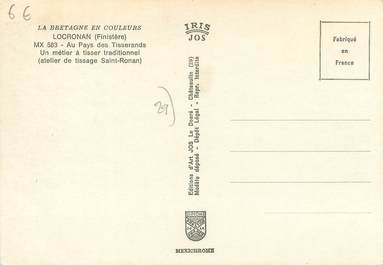 6 €
LA BRETAGNE EN COULEURS
LOCRONAN (Finistère)
MX 583 - Au Pays des Tisserands
Un métier à tisser traditionnel
(atelier de tissage Saint-Ronan)
29)
IRIS
JOS
Editions d'Art JOS Le Doaré - Châteaulin (29)
Modèle déposé - Dépôt Légal - Repr. Interdite
MEXICHROME
Fabriqué
en
France